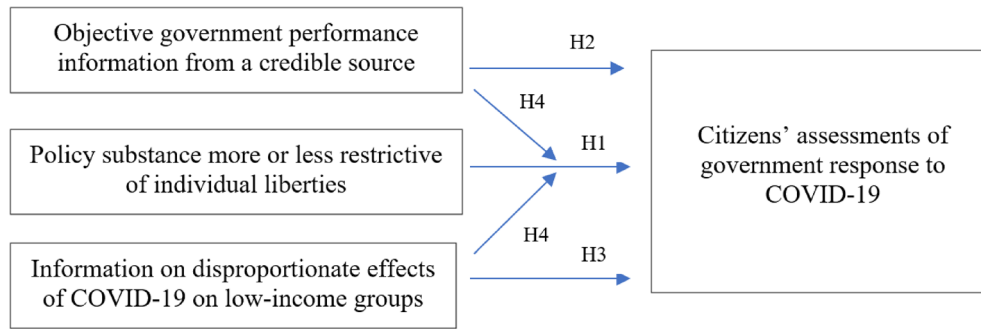 Objective government performance
information from a credible source
H2
H4
Policy substance more or less restrictive
of individual liberties
H1
Citizens’ assessments of
government response to
COVID-19
H4
Information on disproportionate effects
of COVID-19 on low-income groups
H3